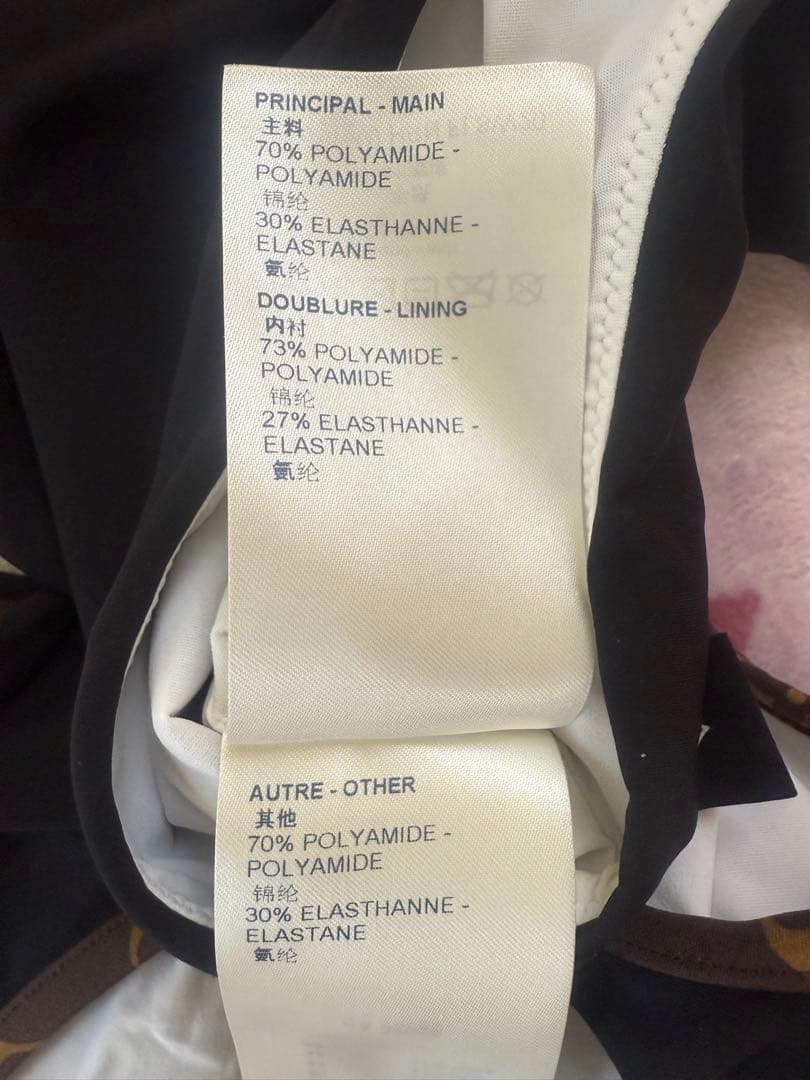 PRINCIPAL - MAIN
主料
70% POLYAMIDE -
POLYAMIDE
锦纶
30% ELASTHANNE -
ELASTANE
氨纶
DOUBLURE - LINING
内衬
73% POLYAMIDE -
POLYAMIDE
锦纶
27% ELASTHANNE -
ELASTANE
氨纶
AUTRE - OTHER
其他
70% POLYAMIDE -
POLYAMIDE
锦纶
30% ELASTHANNE -
ELASTANE
氨纶